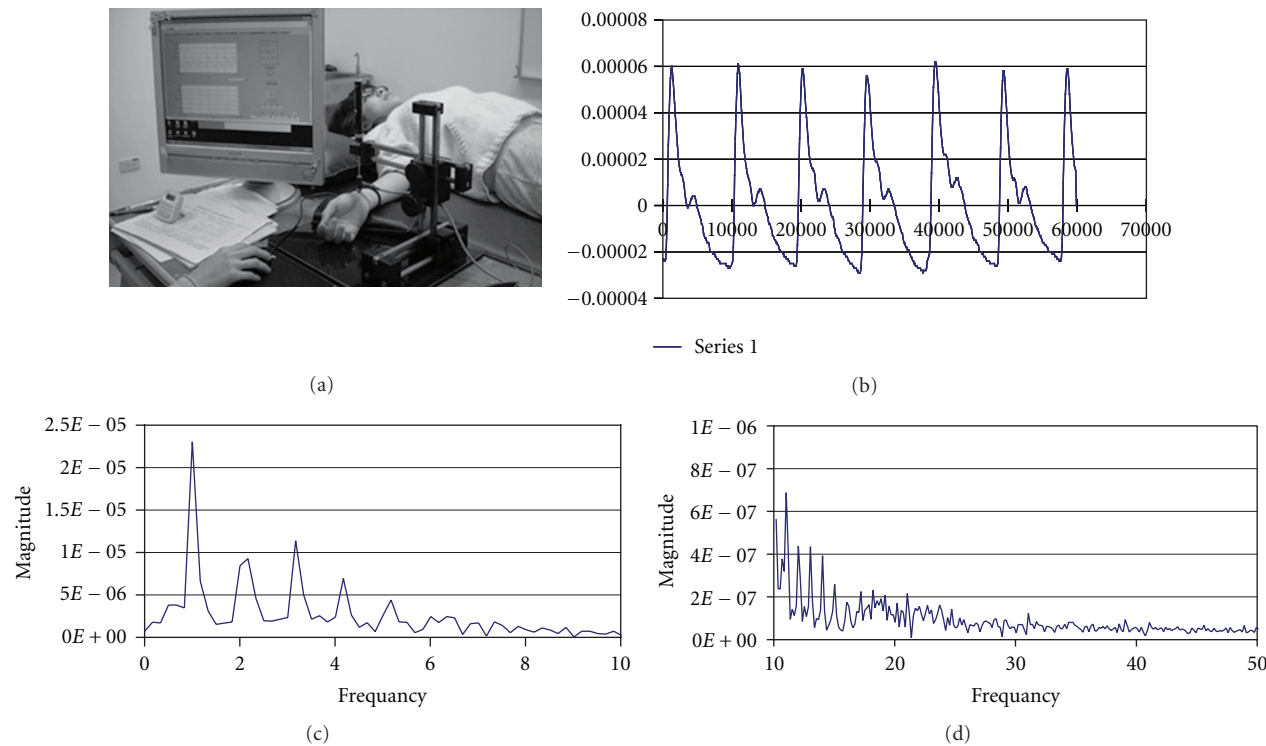 0.00008
0.00006
0.00004
0.00002
0
−0.00002
−0.00004
0 10000 20000 30000 40000 50000 60000 70000
Series 1
(a)
(b)
2.5E − 05
2E − 05
1.5E − 05
1E − 05
5E − 06
0E + 00
Magnitude
0 2 4 6 8 10
Frequancy
(c)
1E − 06
8E − 07
6E − 07
4E − 07
2E − 07
0E + 00
Magnitude
10 20 30 40 50
Frequancy
(d)